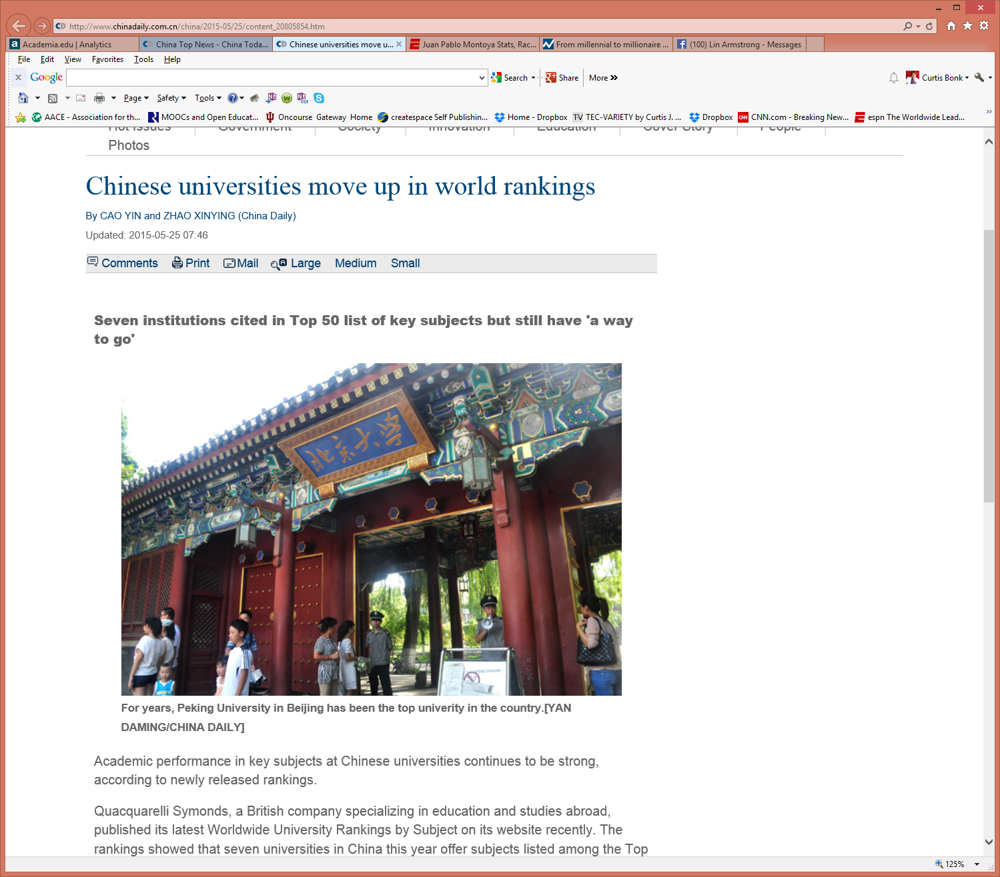 http://www.chinadaily.com.cn/china/2015-05/25/content_20805854.htm
Academia.edu | Analytics
China Top News - China Toda...
Chinese universities move u...
Juan Pablo Montoya Stats, Rac...
From millennial to millionaire ...
(100) Lin Armstrong - Messages
File Edit View Favorites Tools Help
x Google Search Share More » Curtis Bonk
Page Safety Tools
AACE - Association for th... MOOCs and Open Educat... Oncourse Gateway Home createspace Self Publishin... Home - Dropbox TV TEC-VARIETY by Curtis J. ... Dropbox CNN CNN.com - Breaking New... espn The Worldwide Lead... »
Hot Issues Government Society Innovation Education Cover Story People
Photos
Chinese universities move up in world rankings
By CAO YIN and ZHAO XINYING (China Daily)
Updated: 2015-05-25 07:46
Comments Print Mail Large Medium Small
Seven institutions cited in Top 50 list of key subjects but still have 'a way
to go'
北京大学
For years, Peking University in Beijing has been the top univerity in the country.[YAN
DAMING/CHINA DAILY]
Academic performance in key subjects at Chinese universities continues to be strong,
according to newly released rankings.
Quacquarelli Symonds, a British company specializing in education and studies abroad,
published its latest Worldwide University Rankings by Subject on its website recently. The
rankings showed that seven universities in China this year offer subjects listed among the Top
125%